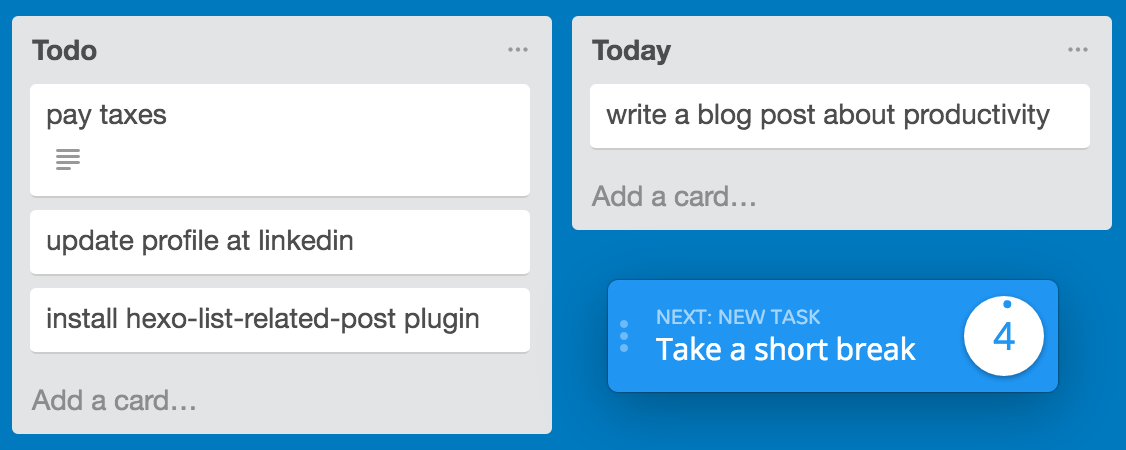 Todo
pay taxes
update profile at linkedin
install hexo-list-related-post plugin
Add a card…
Today
write a blog post about productivity
Add a card…
NEXT: NEW TASK
Take a short break
4